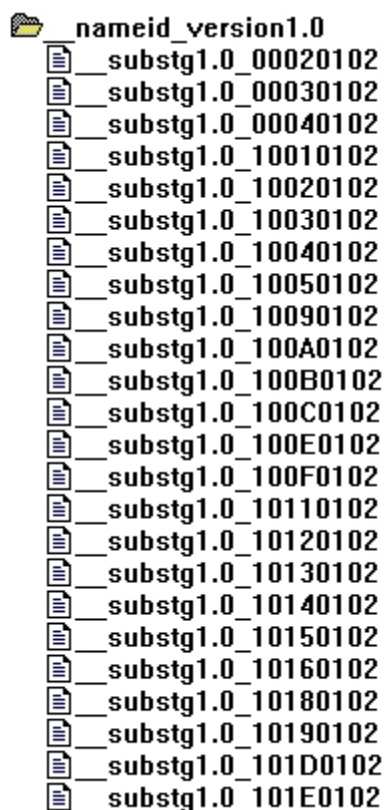 __nameid_version1.0
__substg1.0_00020102
__substg1.0_00030102
__substg1.0_00040102
__substg1.0_10010102
__substg1.0_10020102
__substg1.0_10030102
__substg1.0_10040102
__substg1.0_10050102
__substg1.0_10090102
__substg1.0_100A0102
__substg1.0_100B0102
__substg1.0_100C0102
__substg1.0_100E0102
__substg1.0_100F0102
__substg1.0_10110102
__substg1.0_10120102
__substg1.0_10130102
__substg1.0_10140102
__substg1.0_10150102
__substg1.0_10160102
__substg1.0_10180102
__substg1.0_10190102
__substg1.0_101D0102
__substg1.0_101E0102